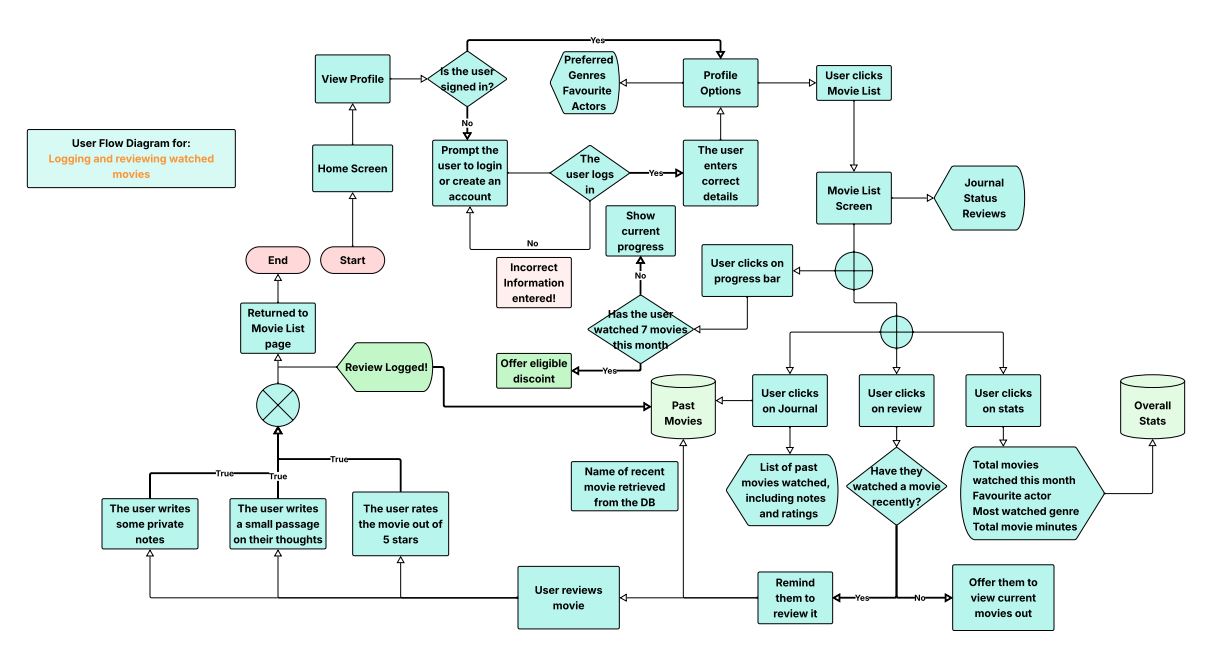 Yes
View Profile
Is the user
signed in?
Preferred
Genres
Favourite
Actors
Profile
Options
User clicks
Movie List
No
User Flow Diagram for:
Logging and reviewing watched
movies
Home Screen
Prompt the
user to login
or create an
account
The
user logs
in
Yes
The user
enters
correct
details
Movie List
Screen
Journal
Status
Reviews
No
Show
current
progress
End
Start
Incorrect
Information
entered!
No
User clicks on
progress bar
Returned to
Movie List
page
Has the user
watched 7 movies
this month
Review Logged!
Offer eligible
discoint
Yes
Past
Movies
User clicks
on Journal
User clicks
on review
User clicks
on stats
Overall
Stats
True
True
True
Name of recent
movie retrieved
from the DB
List of past
movies watched,
including notes
and ratings
Have they
watched a movie
recently?
Total movies
watched this month
Favourite actor
Most watched genre
Total movie minutes
The user writes
some private
notes
The user writes
a small passage
on their thoughts
The user rates
the movie out of
5 stars
User reviews
movie
Remind
them to
review it
Yes
No
Offer them to
view current
movies out